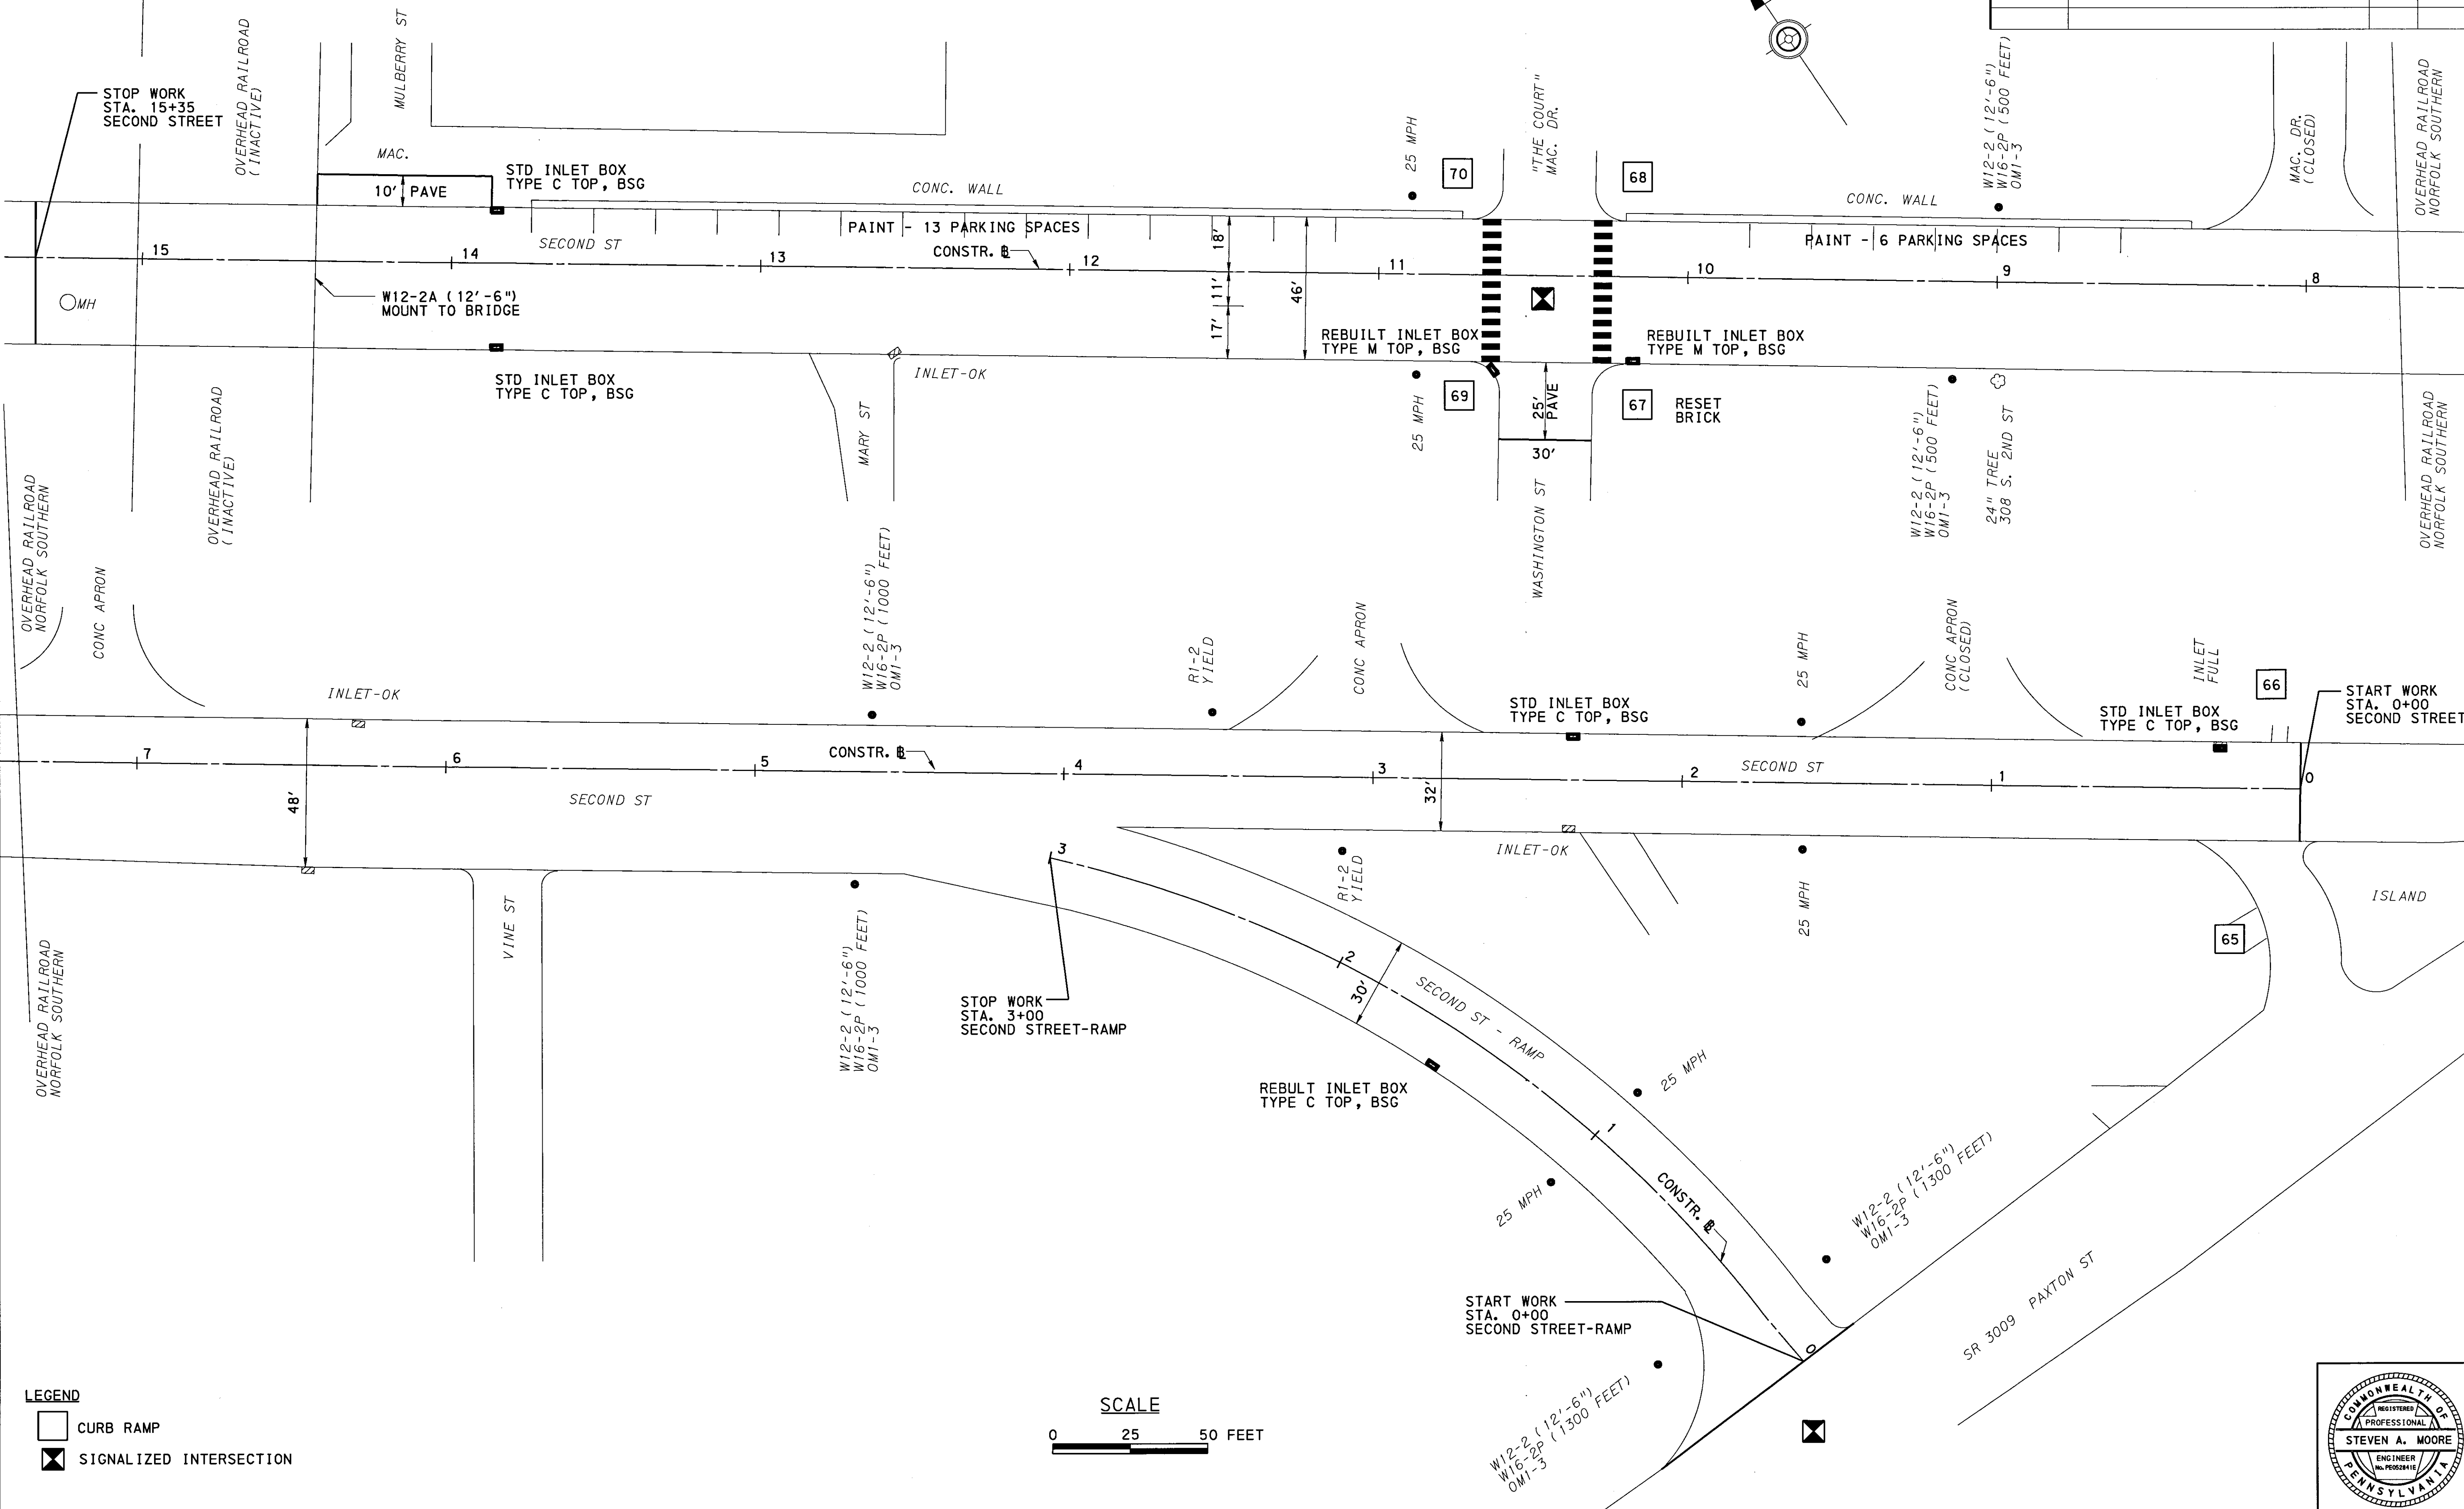 STOP WORK
STA. 15+35
SECOND STREET
OVERHEAD RAILROAD
(INACTIVE)
MULBERRY ST
MAC.
10' PAVE
STD INLET BOX
TYPE C TOP, BSG
CONC. WALL
25 MPH
70
"THE COURT"
MAC. DR.
68
CONC. WALL
W12-2 (12'-6")
W16-2P (500 FEET)
OM1-3
MAC. DR.
(CLOSED)
OVERHEAD RAILROAD
NORFOLK SOUTHERN
PAINT - 13 PARKING SPACES
PAINT - 6 PARKING SPACES
SECOND ST
CONSTR. B
15
14
13
12
11
10
9
8
MH
W12-2A (12'-6")
MOUNT TO BRIDGE
18'
11'
17'
46'
REBUILT INLET BOX
TYPE M TOP, BSG
REBUILT INLET BOX
TYPE M TOP, BSG
STD INLET BOX
TYPE C TOP, BSG
INLET-OK
MARY ST
25 MPH
69
25'
PAVE
30'
67
RESET
BRICK
WASHINGTON ST
W12-2 (12'-6")
W16-2P (500 FEET)
OM1-3
24" TREE
308 S. 2ND ST
OVERHEAD RAILROAD
NORFOLK SOUTHERN
OVERHEAD RAILROAD
(INACTIVE)
OVERHEAD RAILROAD
NORFOLK SOUTHERN
CONC APRON
INLET-OK
W12-2 (12'-6")
W16-2P (1000 FEET)
OM1-3
R1-2
YIELD
CONC APRON
STD INLET BOX
TYPE C TOP, BSG
25 MPH
CONC APRON
(CLOSED)
INLET
FULL
STD INLET BOX
TYPE C TOP, BSG
66
START WORK
STA. 0+00
SECOND STREET
7
6
5
4
3
2
1
0
CONSTR. B
SECOND ST
SECOND ST
48'
32'
VINE ST
W12-2 (12'-6")
W16-2P (1000 FEET)
OM1-3
R1-2
YIELD
INLET-OK
25 MPH
65
ISLAND
OVERHEAD RAILROAD
NORFOLK SOUTHERN
3
2
1
0
STOP WORK
STA. 3+00
SECOND STREET-RAMP
30'
SECOND ST - RAMP
REBULT INLET BOX
TYPE C TOP, BSG
25 MPH
25 MPH
CONSTR. B
W12-2 (12'-6")
W16-2P (1300 FEET)
OM1-3
START WORK
STA. 0+00
SECOND STREET-RAMP
SR 3009 PAXTON ST
W12-2 (12'-6")
W16-2P (1300 FEET)
OM1-3
LEGEND
CURB RAMP
SIGNALIZED INTERSECTION
SCALE
0 25 50 FEET
COMMONWEALTH OF
REGISTERED
PROFESSIONAL
STEVEN A. MOORE
ENGINEER
No. PE052841E
PENNSYLVANIA